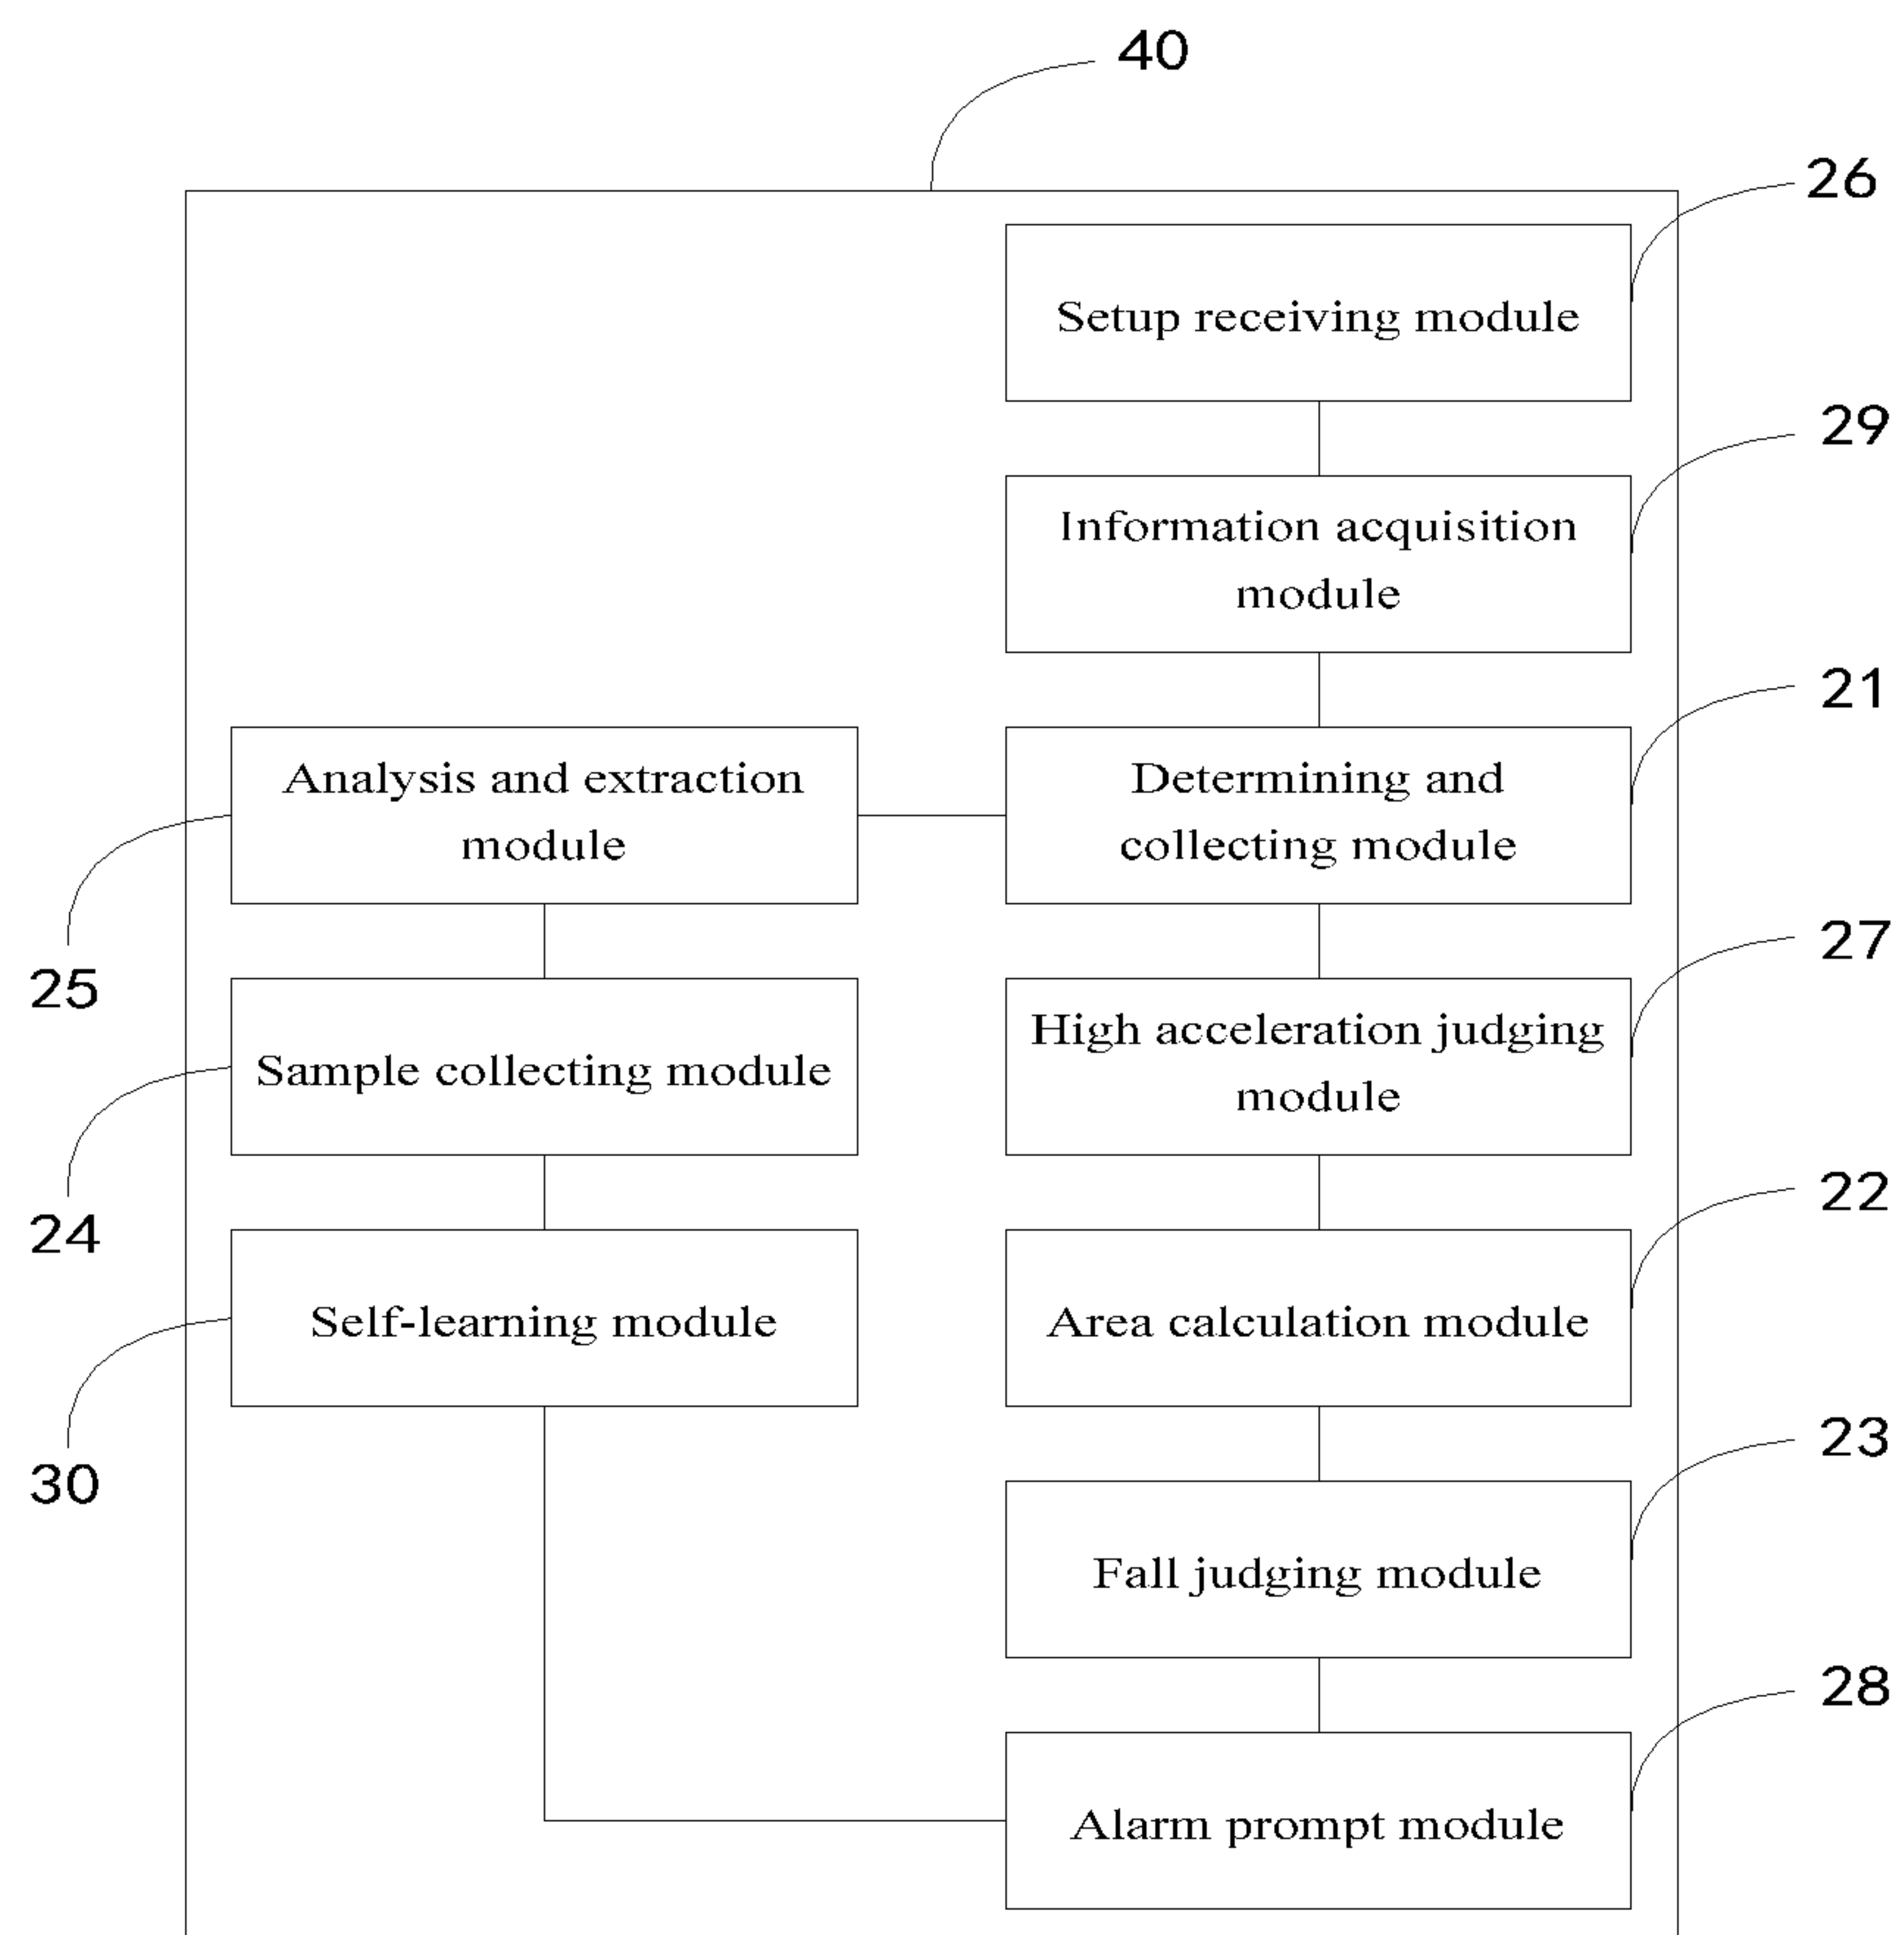 40
26
Setup receiving module
29
Information acquisition
module
21
Analysis and extraction
module
Determining and
collecting module
25
27
Sample collecting module
High acceleration judging
module
24
22
Self-learning module
Area calculation module
30
23
Fall judging module
28
Alarm prompt module